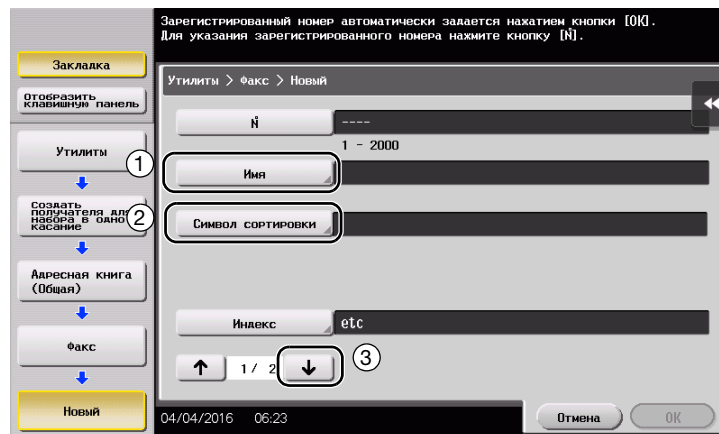 Зарегистрированный номер автоматически задается нажатием кнопки [OK].
Для указания зарегистрированного номера нажмите кнопку [№].
Закладка
Отобразить
клавишную панель
Утилиты > Факс > Новый
№
----
1 - 2000
Утилиты
1
Имя
Создать
получателя для
набора в одно
касание
2
Символ сортировки
Адресная книга
(Общая)
Индекс
etc
Факс
1/ 2
3
Новый
04/04/2016 06:23
Отмена
OK